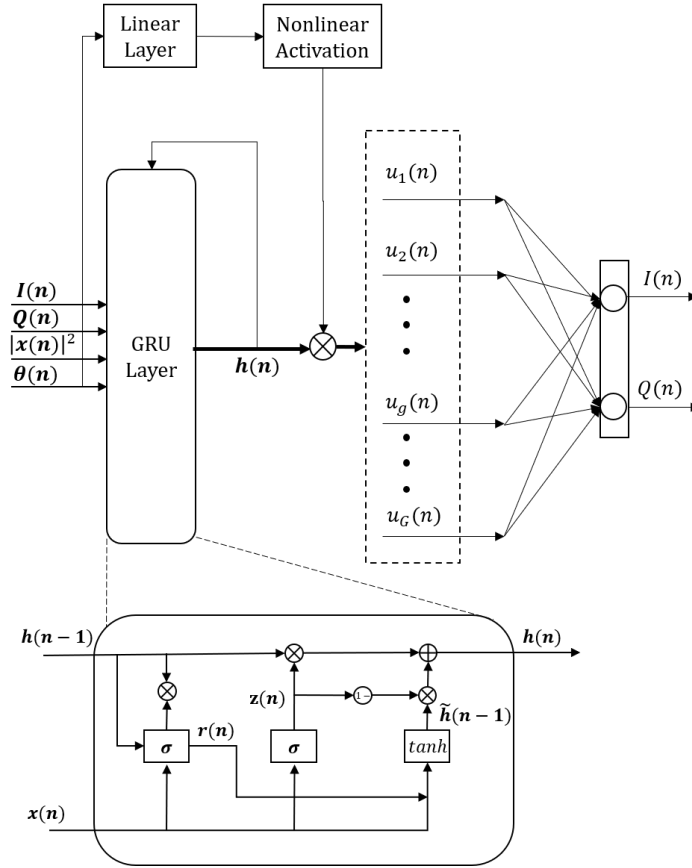 Linear
Layer
Nonlinear
Activation
I(n)
Q(n)
|x(n)|²
θ(n)
GRU
Layer
h(n)
u₁(n)
u₂(n)
u_g(n)
u_G(n)
I(n)
Q(n)
h(n−1)
h(n)
z(n)
1−
h̃(n−1)
r(n)
σ
σ
tanh
x(n)